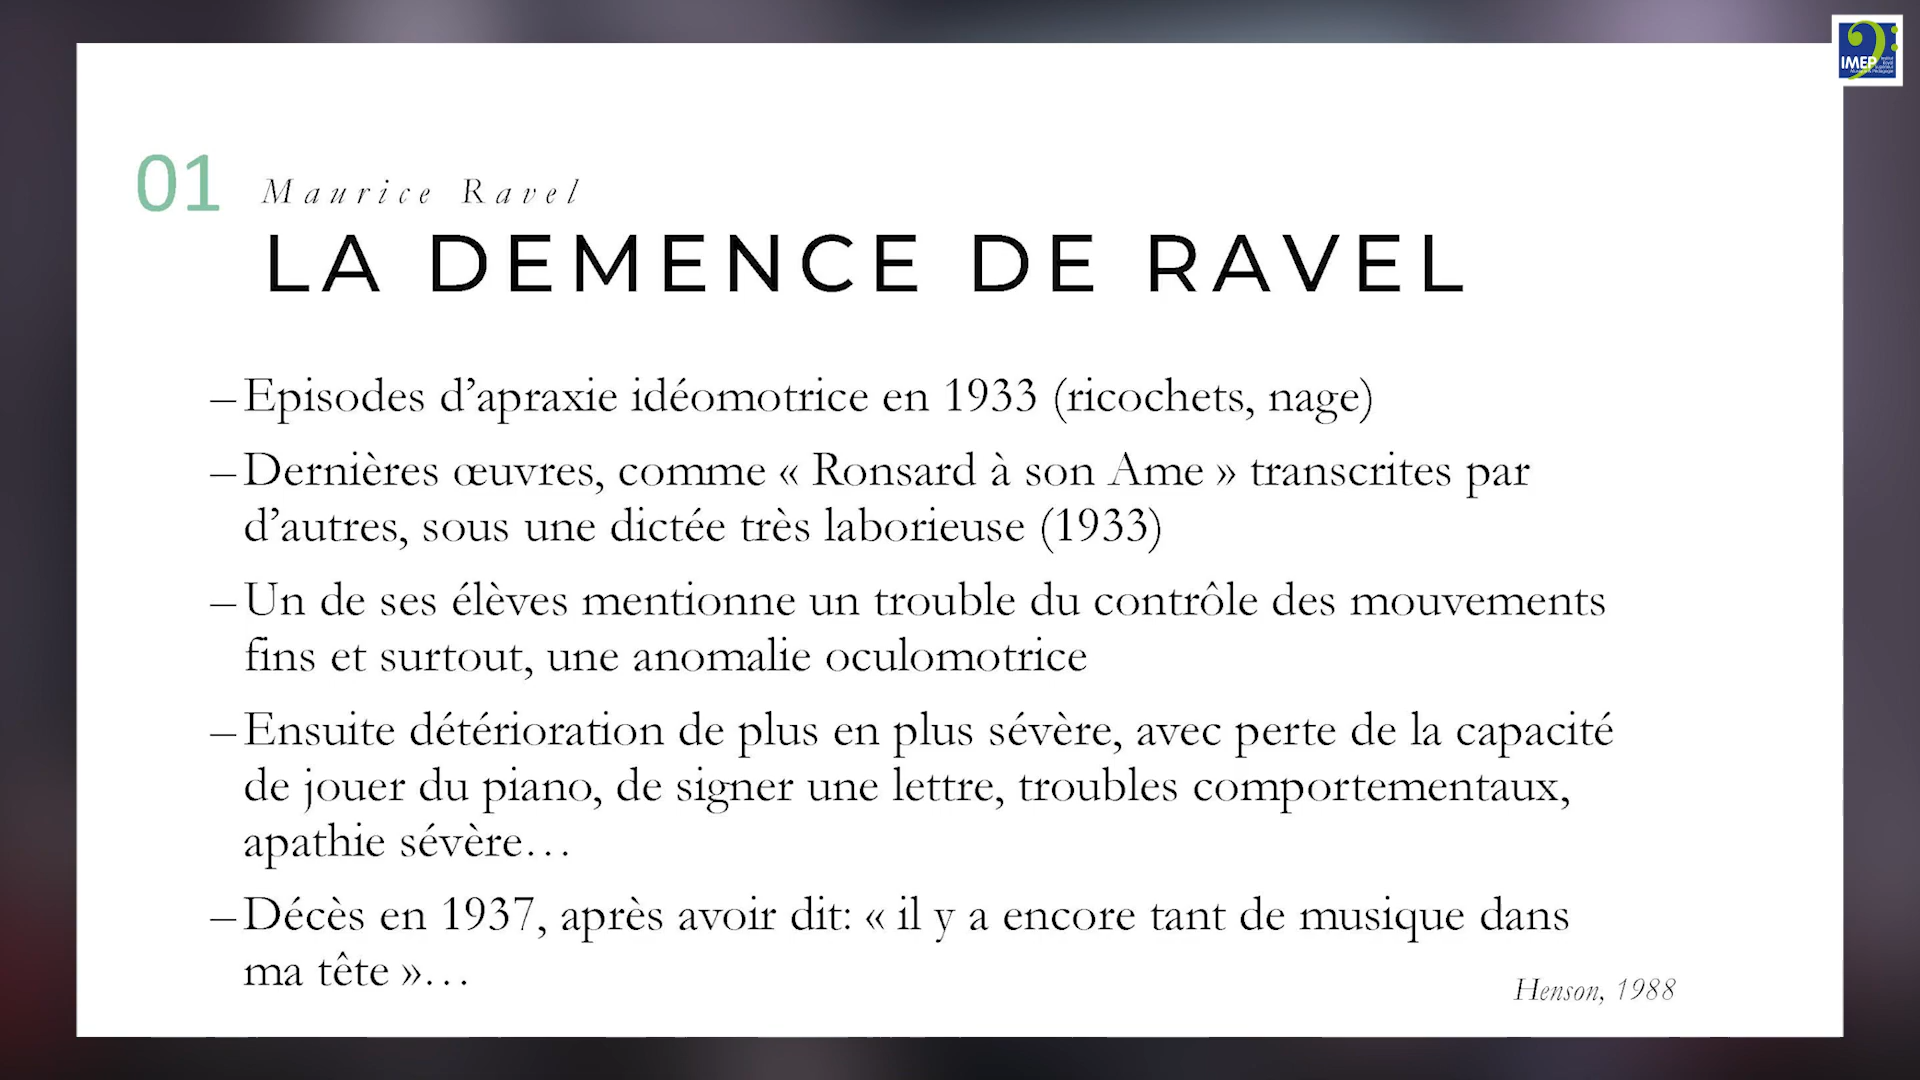 IMEP
01
Maurice Ravel
LA DEMENCE DE RAVEL
– Episodes d’apraxie idéomotrice en 1933 (ricochets, nage)
– Dernières œuvres, comme « Ronsard à son Ame » transcrites par
d’autres, sous une dictée très laborieuse (1933)
– Un de ses élèves mentionne un trouble du contrôle des mouvements
fins et surtout, une anomalie oculomotrice
– Ensuite détérioration de plus en plus sévère, avec perte de la capacité
de jouer du piano, de signer une lettre, troubles comportementaux,
apathie sévère…
– Décès en 1937, après avoir dit: « il y a encore tant de musique dans
ma tête »…
Henson, 1988